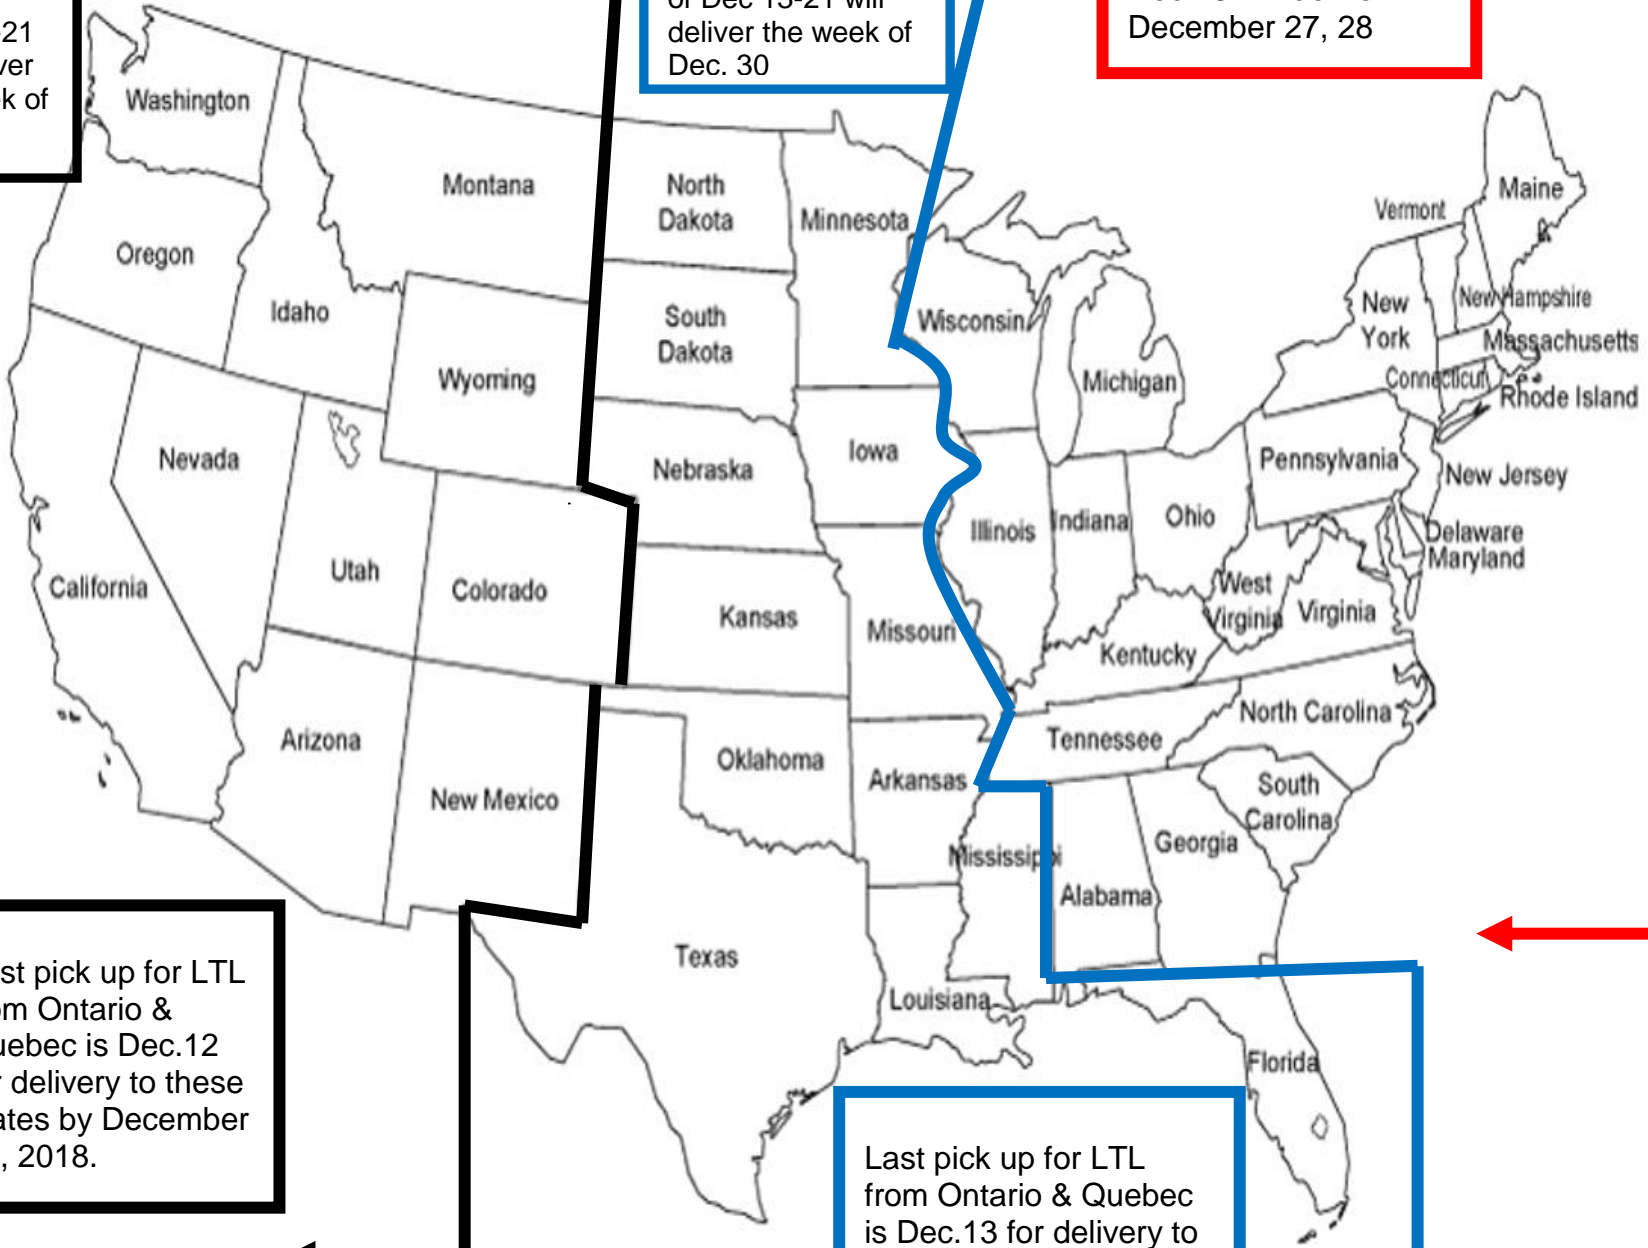 21
ver
k of
deliver the week of
Dec. 30
December 27, 28
Washington
Montana
North
Dakota
Minnesota
Oregon
Idaho
South
Dakota
Wisconsin
Michigan
Wyoming
Vermont
Maine
New
York
New Hampshire
Massachusetts
Connecticut
Rhode Island
Nevada
Nebraska
Iowa
Pennsylvania
New Jersey
Illinois
Indiana
Ohio
Delaware
Maryland
California
Utah
Colorado
Kansas
Missouri
West
Virginia
Virginia
Kentucky
Arizona
New Mexico
Oklahoma
Arkansas
Tennessee
North Carolina
South
Carolina
Mississippi
Alabama
Georgia
Texas
Louisiana
Florida
st pick up for LTL
om Ontario &
uebec is Dec.12
r delivery to these
ates by December
, 2018.
Last pick up for LTL
from Ontario & Quebec
is Dec.13 for delivery to